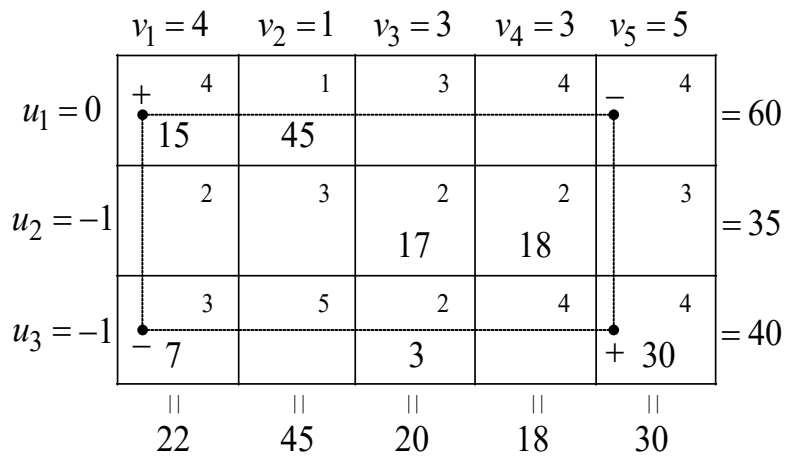 v₁ = 4 v₂ = 1 v₃ = 3 v₄ = 3 v₅ = 5
4 1 3 4 4
u₁ = 0 + − = 60
15 45
2 3 2 2 3
u₂ = −1 = 35
17 18
3 5 2 4 4
u₃ = −1 = 40
− 7 3 + 30
= = = = =
22 45 20 18 30